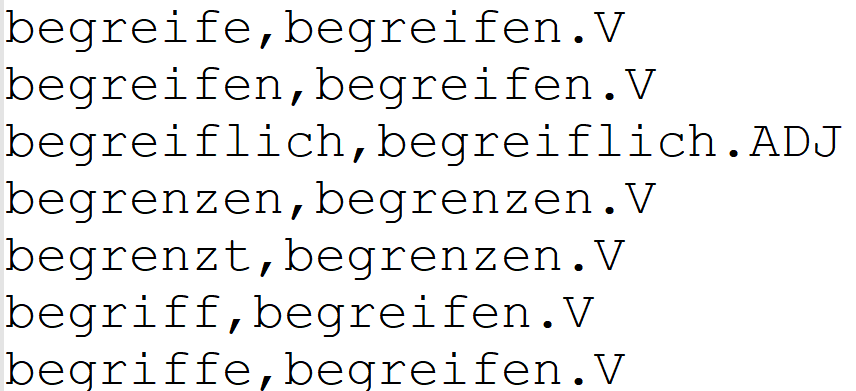 begreife,begreifen.V
begreifen,begreifen.V
begreiflich,begreiflich.ADJ
begrenzen,begrenzen.V
begrenzt,begrenzen.V
begriff,begreifen.V
begriffe,begreifen.V